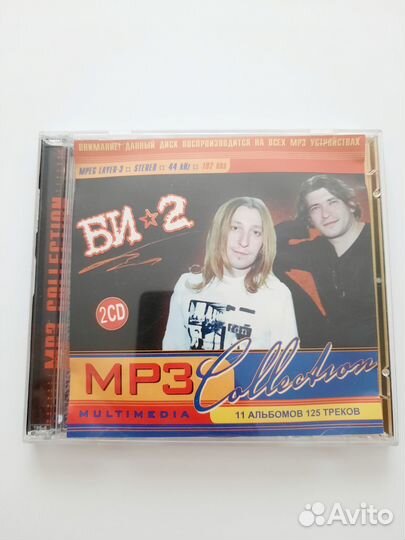 ВНИМАНИЕ! ДАННЫЙ ДИСК ВОСПРОИЗВОДИТСЯ НА ВСЕХ MP3 УСТРОЙСТВАХ
MPEG LAYER-3 □ STEREO □ 44 kHz □ 192 kbs
MP3 COLLECTION
БИ★2
2CD
MP3 Collection
MULTIMEDIA
11 АЛЬБОМОВ 125 ТРЕКОВ
Avito